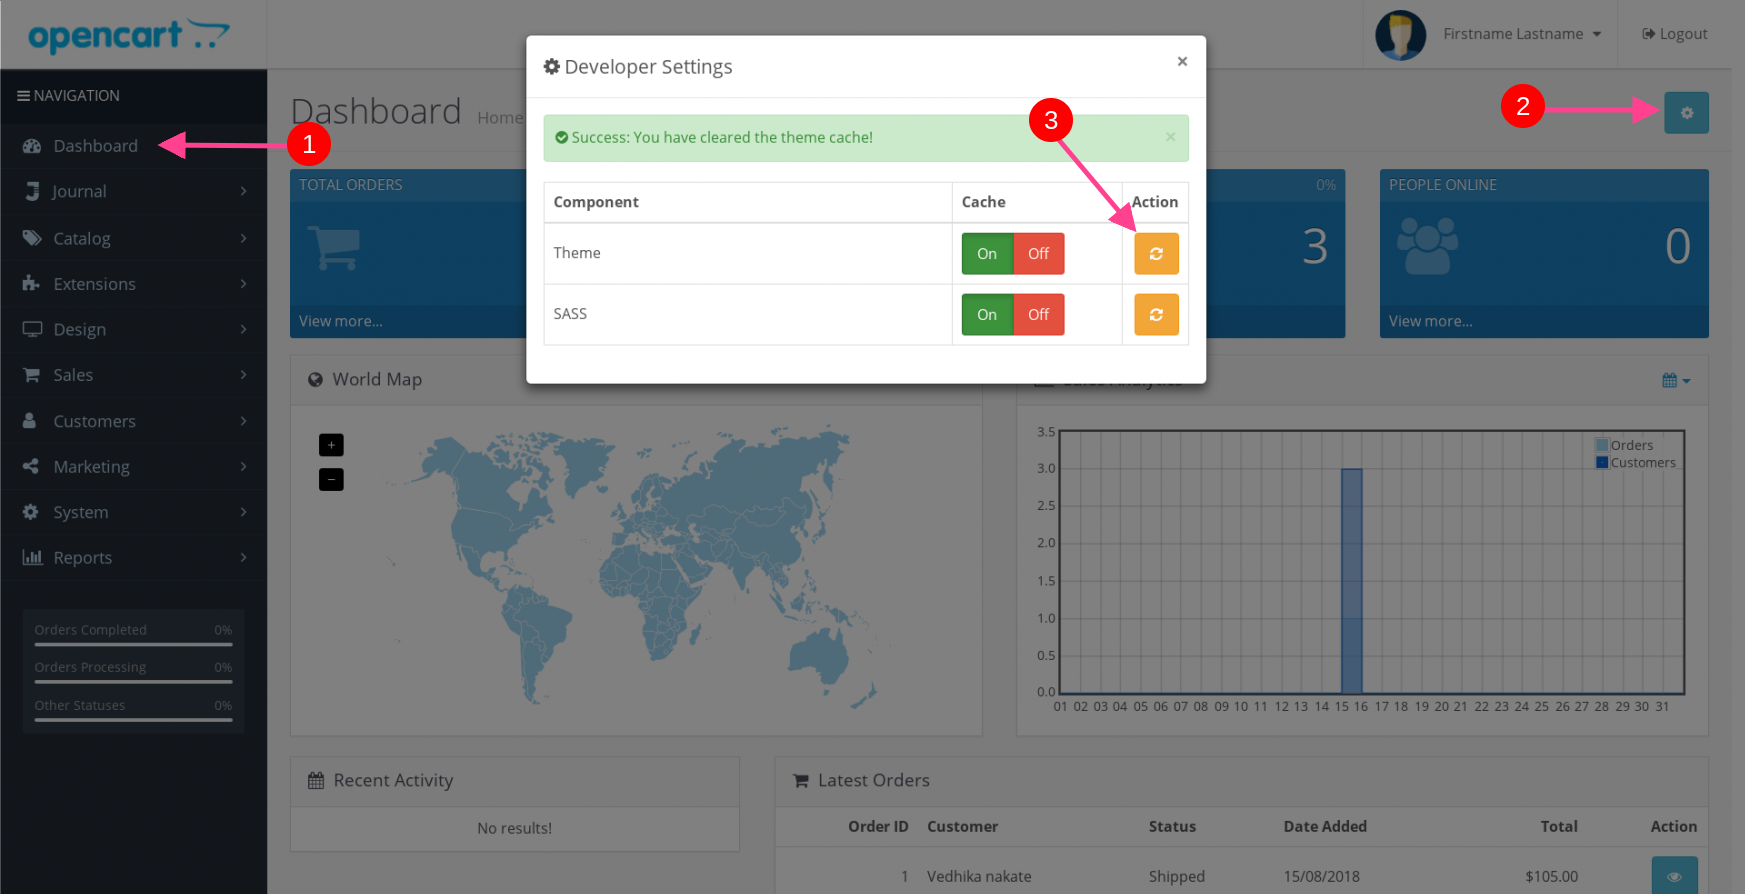 opencart
Firstname Lastname
Logout
NAVIGATION
Dashboard
Journal
Catalog
Extensions
Design
Sales
Customers
Marketing
System
Reports
Orders Completed 0%
Orders Processing 0%
Other Statuses 0%
1
Dashboard
Home
2
Developer Settings
×
Success: You have cleared the theme cache!
×
3
Component Cache Action
Theme On Off
SASS On Off
TOTAL ORDERS
View more...
0%
3
PEOPLE ONLINE
0
View more...
World Map
+
−
Sales Analytics
Orders
Customers
3.5
3.0
2.5
2.0
1.5
1.0
0.5
0.0
01 02 03 04 05 06 07 08 09 10 11 12 13 14 15 16 17 18 19 20 21 22 23 24 25 26 27 28 29 30 31
Recent Activity
No results!
Latest Orders
Order ID Customer Status Date Added Total Action
1 Vedhika nakate Shipped 15/08/2018 $105.00